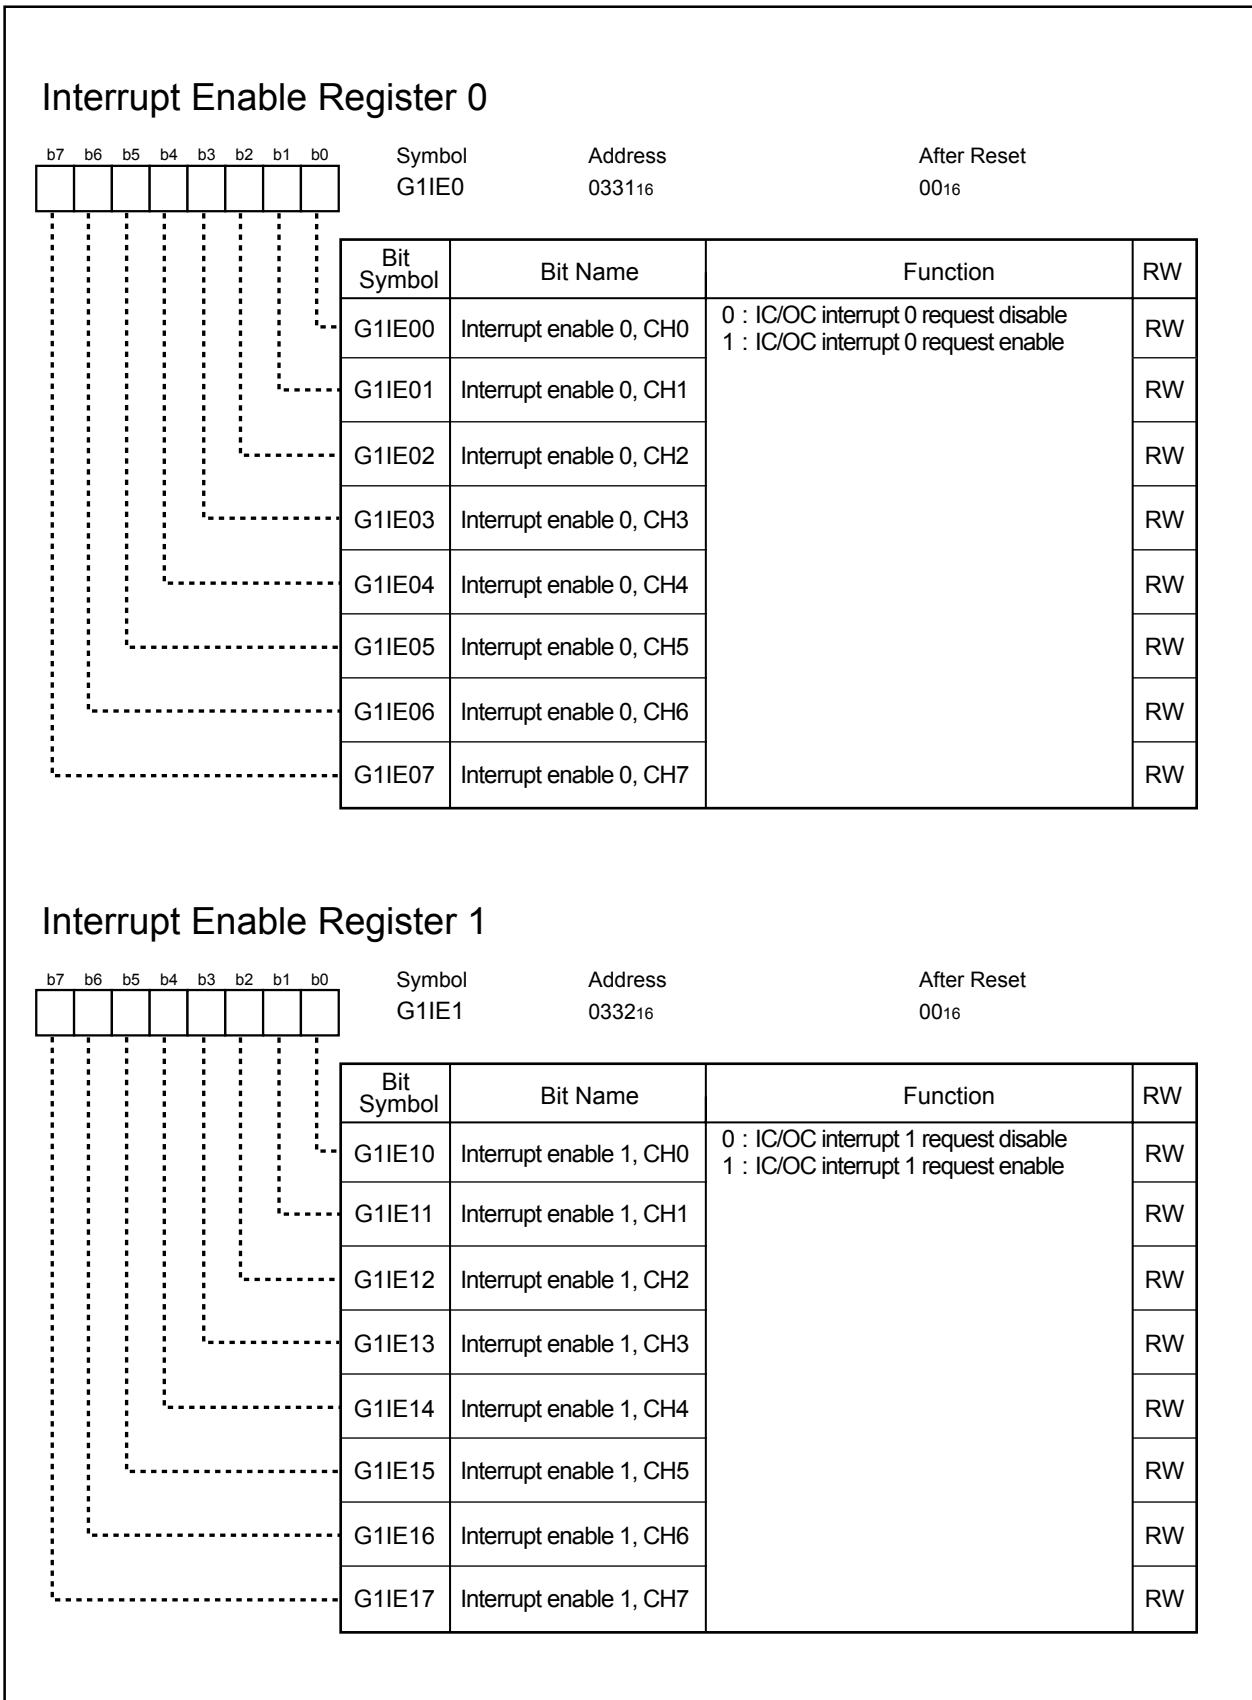 Interrupt Enable Register 0
b7 b6 b5 b4 b3 b2 b1 b0
Symbol Address After Reset
G1IE0 033116 0016
Bit Symbol Bit Name Function RW
G1IE00 Interrupt enable 0, CH0 0 : IC/OC interrupt 0 request disable RW
1 : IC/OC interrupt 0 request enable
G1IE01 Interrupt enable 0, CH1 RW
G1IE02 Interrupt enable 0, CH2 RW
G1IE03 Interrupt enable 0, CH3 RW
G1IE04 Interrupt enable 0, CH4 RW
G1IE05 Interrupt enable 0, CH5 RW
G1IE06 Interrupt enable 0, CH6 RW
G1IE07 Interrupt enable 0, CH7 RW
Interrupt Enable Register 1
b7 b6 b5 b4 b3 b2 b1 b0
Symbol Address After Reset
G1IE1 033216 0016
Bit Symbol Bit Name Function RW
G1IE10 Interrupt enable 1, CH0 0 : IC/OC interrupt 1 request disable RW
1 : IC/OC interrupt 1 request enable
G1IE11 Interrupt enable 1, CH1 RW
G1IE12 Interrupt enable 1, CH2 RW
G1IE13 Interrupt enable 1, CH3 RW
G1IE14 Interrupt enable 1, CH4 RW
G1IE15 Interrupt enable 1, CH5 RW
G1IE16 Interrupt enable 1, CH6 RW
G1IE17 Interrupt enable 1, CH7 RW